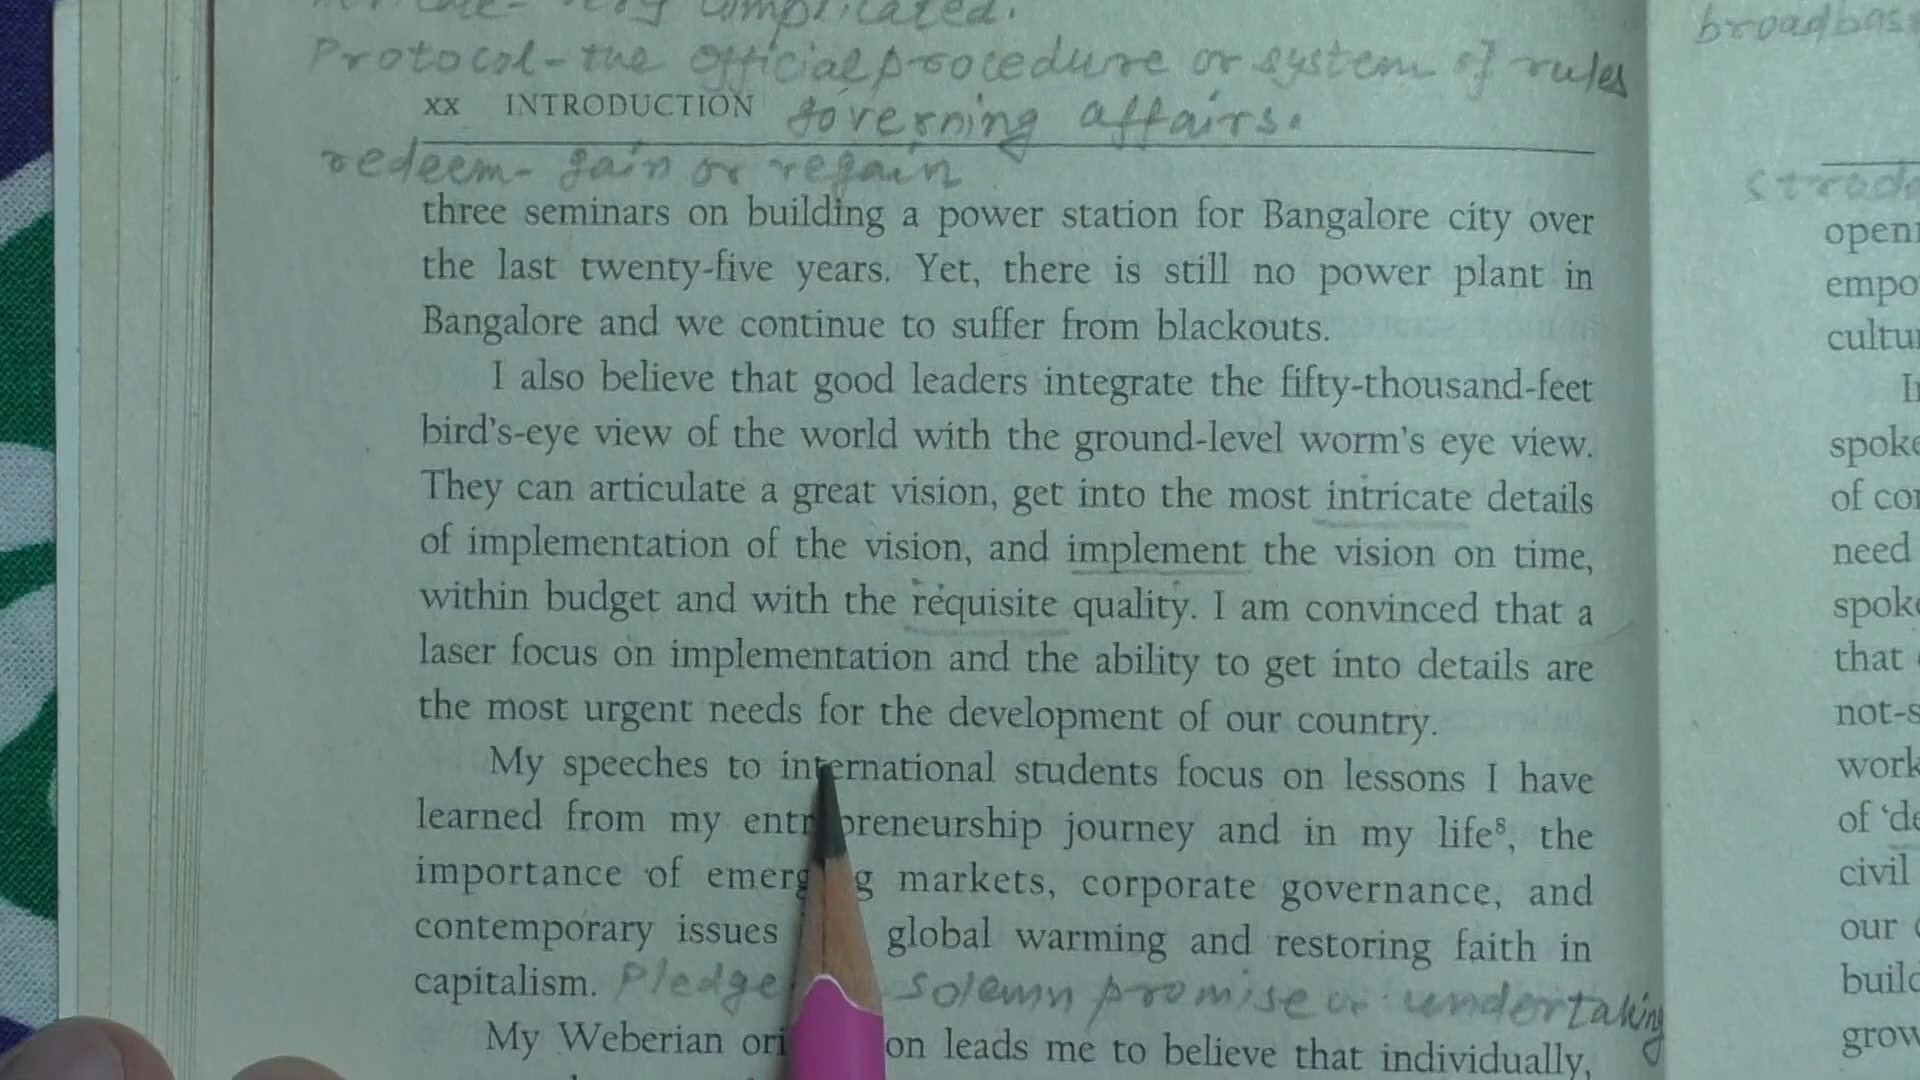 very complicated.
Protocol - the official procedure or system of rules
xx INTRODUCTION governing affairs.
redeem - gain or regain
three seminars on building a power station for Bangalore city over
the last twenty-five years. Yet, there is still no power plant in
Bangalore and we continue to suffer from blackouts.
I also believe that good leaders integrate the fifty-thousand-feet
bird's-eye view of the world with the ground-level worm's eye view.
They can articulate a great vision, get into the most intricate details
of implementation of the vision, and implement the vision on time,
within budget and with the requisite quality. I am convinced that a
laser focus on implementation and the ability to get into details are
the most urgent needs for the development of our country.
My speeches to international students focus on lessons I have
learned from my entr preneurship journey and in my life⁸, the
importance of emerg g markets, corporate governance, and
contemporary issues global warming and restoring faith in
capitalism. Pledge solemn promise or undertaking
My Weberian ori on leads me to believe that individually,
broadbas
strod
open
empo
cultu
I
spoke
of co
need
spoke
that
not-s
work
of 'de
civil
our
build
grow